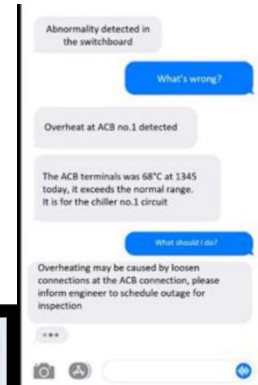 Abnormality detected in
the switchboard
What's wrong?
Overheat at ACB no.1 detected
The ACB terminals was 68°C at 1345
today, it exceeds the normal range.
It is for the chiller no.1 circuit
What should I do?
Overheating may be caused by loosen
connections at the ACB connection, please
inform engineer to schedule outage for
inspection